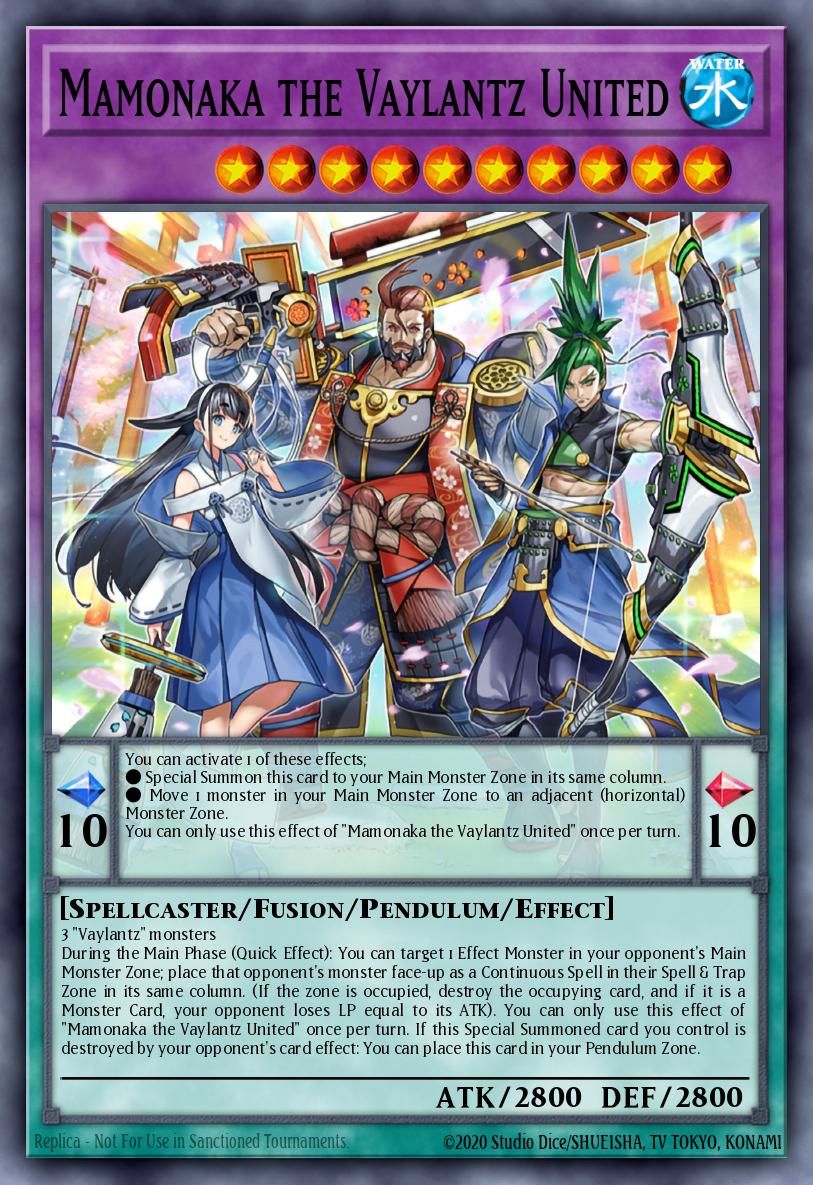 Mamonaka the Vaylantz United
WATER
水
You can activate 1 of these effects;
● Special Summon this card to your Main Monster Zone in its same column.
● Move 1 monster in your Main Monster Zone to an adjacent (horizontal)
Monster Zone.
You can only use this effect of "Mamonaka the Vaylantz United" once per turn.
10
10
[Spellcaster/Fusion/Pendulum/Effect]
3 "Vaylantz" monsters
During the Main Phase (Quick Effect): You can target 1 Effect Monster in your opponent's Main
Monster Zone; place that opponent's monster face-up as a Continuous Spell in their Spell & Trap
Zone in its same column. (If the zone is occupied, destroy the occupying card, and if it is a
Monster Card, your opponent loses LP equal to its ATK). You can only use this effect of
"Mamonaka the Vaylantz United" once per turn. If this Special Summoned card you control is
destroyed by your opponent's card effect: You can place this card in your Pendulum Zone.
ATK/2800 DEF/2800
Replica - Not For Use in Sanctioned Tournaments.
©2020 Studio Dice/SHUEISHA, TV TOKYO, KONAMI